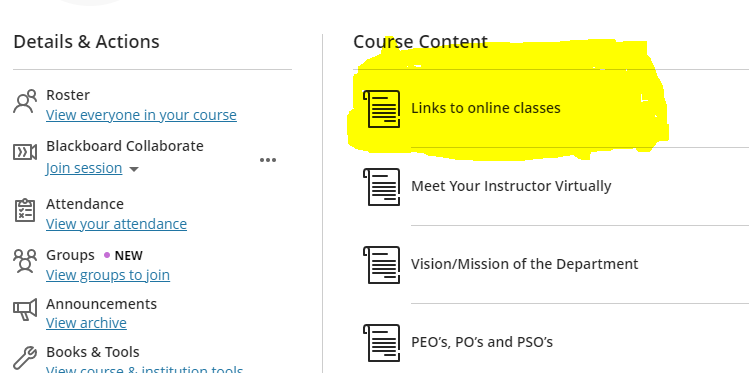 Details & Actions
Roster
View everyone in your course
Blackboard Collaborate
Join session
Attendance
View your attendance
Groups • NEW
View groups to join
Announcements
View archive
Books & Tools
View course & institution tools
Course Content
Links to online classes
Meet Your Instructor Virtually
Vision/Mission of the Department
PEO's, PO's and PSO's